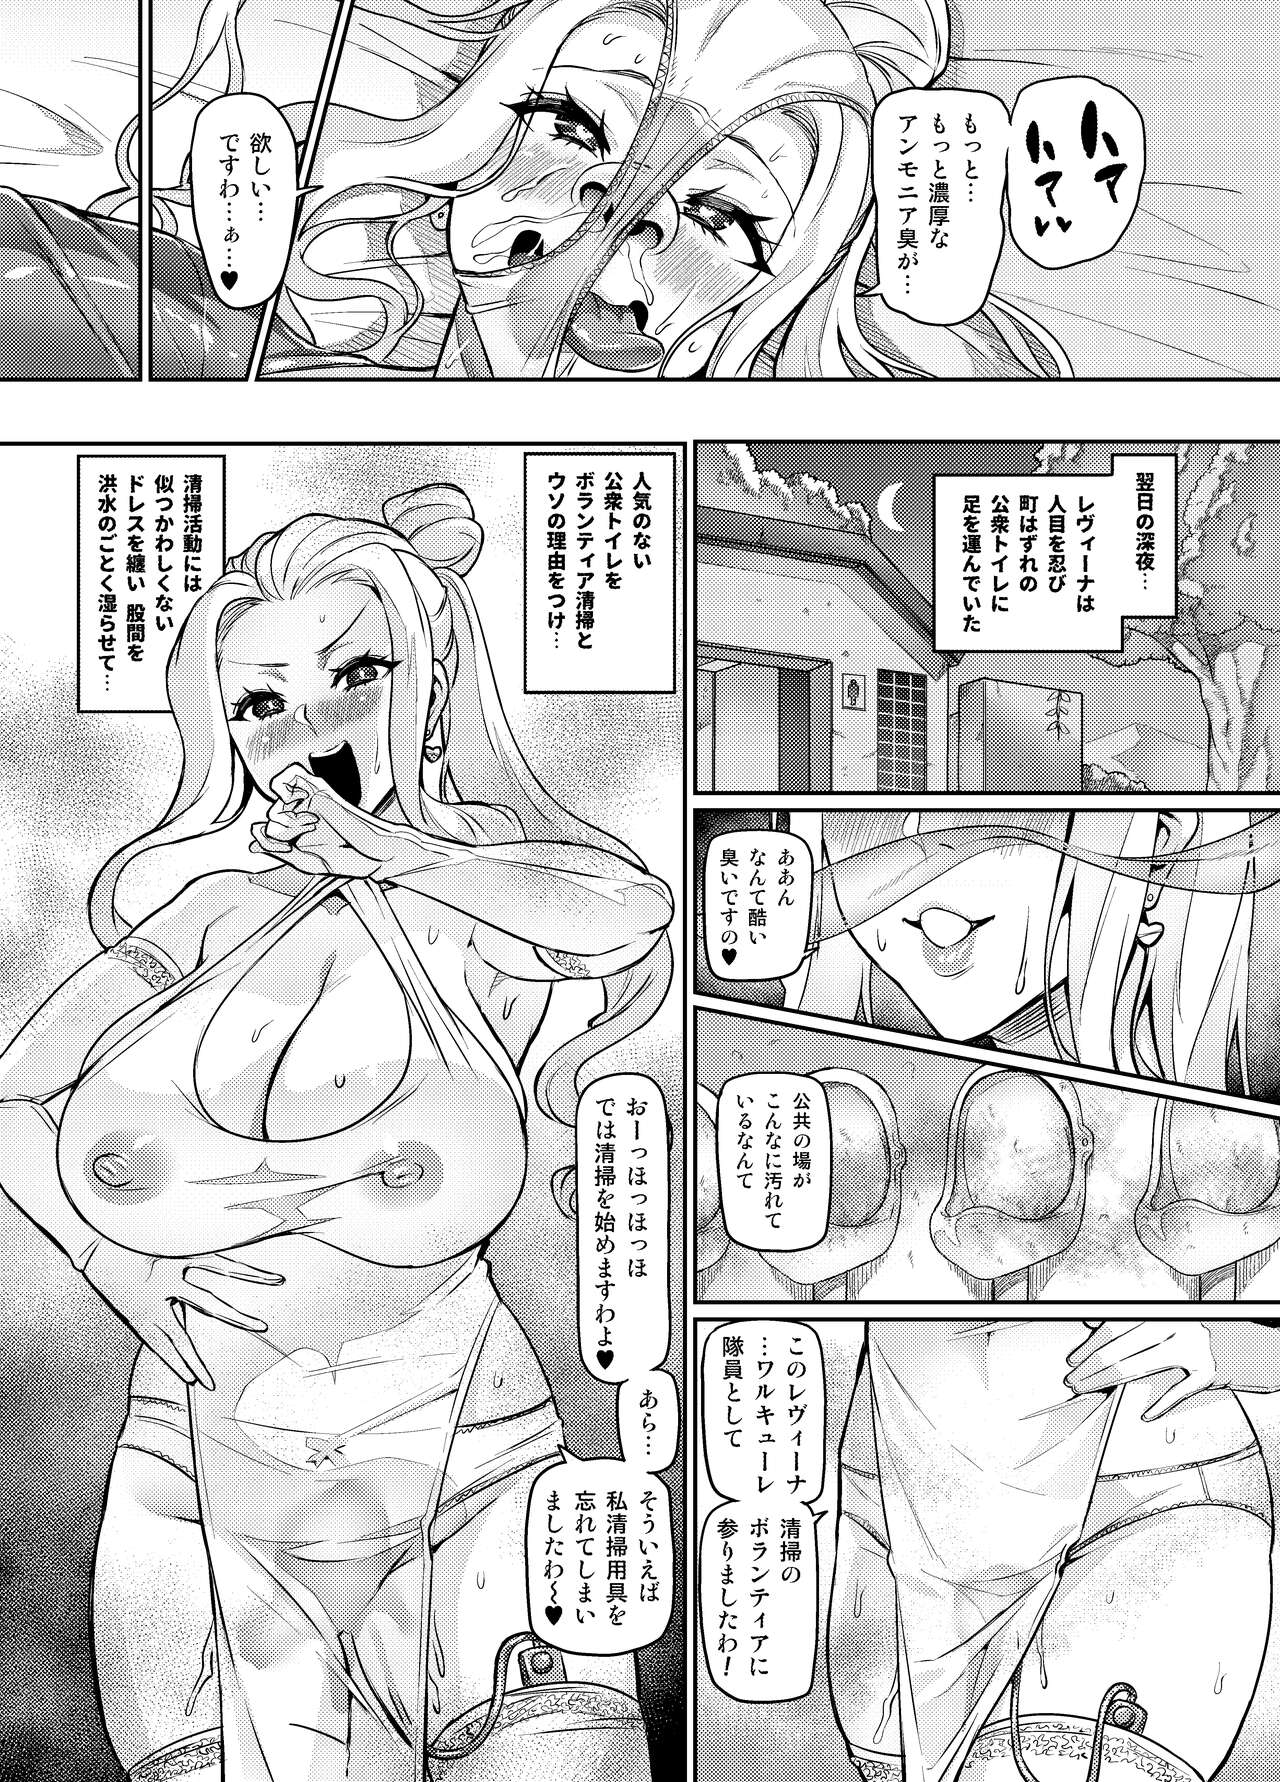 ハァ
ハァッ♥
もっと…
もっと濃厚な
アンモニア臭が…
欲しい…
ですわ…ぁ…♥
翌日の深夜…
レヴィーナは
人目を忍び
町はずれの
公衆トイレに
足を運んでいた
ああん
なんて酷い
臭いですの♥
公共の場が
こんなに汚れて
いるなんて
このレヴィーナ
…ワルキューレ
隊員として
清掃の
ボランティアに
参りましたわ！
人気のない
公衆トイレを
ボランティア清掃と
ウソの理由をつけ…
清掃活動には
似つかわしくない
ドレスを纏い 股間を
洪水のごとく湿らせて…
おーっほっほっほ
では清掃を始めますわよ♥
あら…
そういえば
私清掃用具を
忘れてしまい
ましたわ〜♥